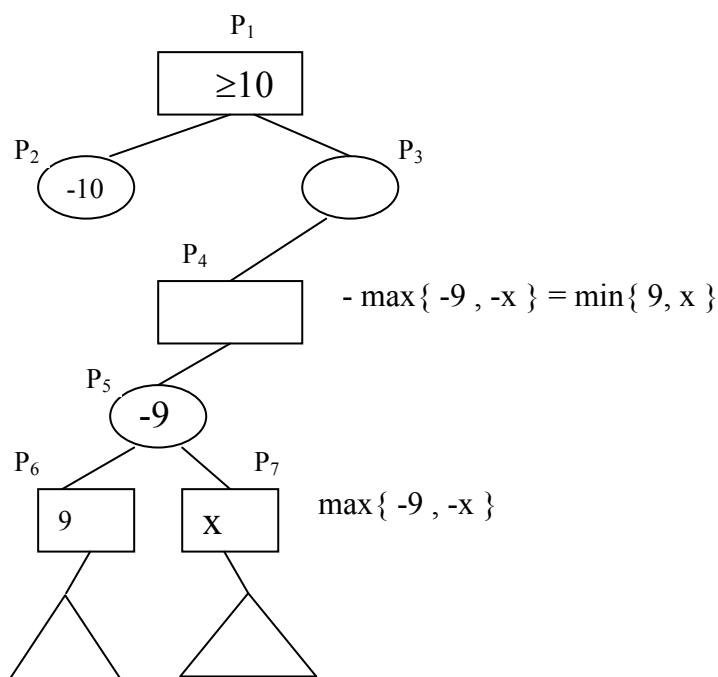 P₁
≥10
P₂
P₃
-10
P₄
- max{ -9 , -x } = min{ 9, x }
P₅
-9
P₆
P₇
9
x
max{ -9 , -x }